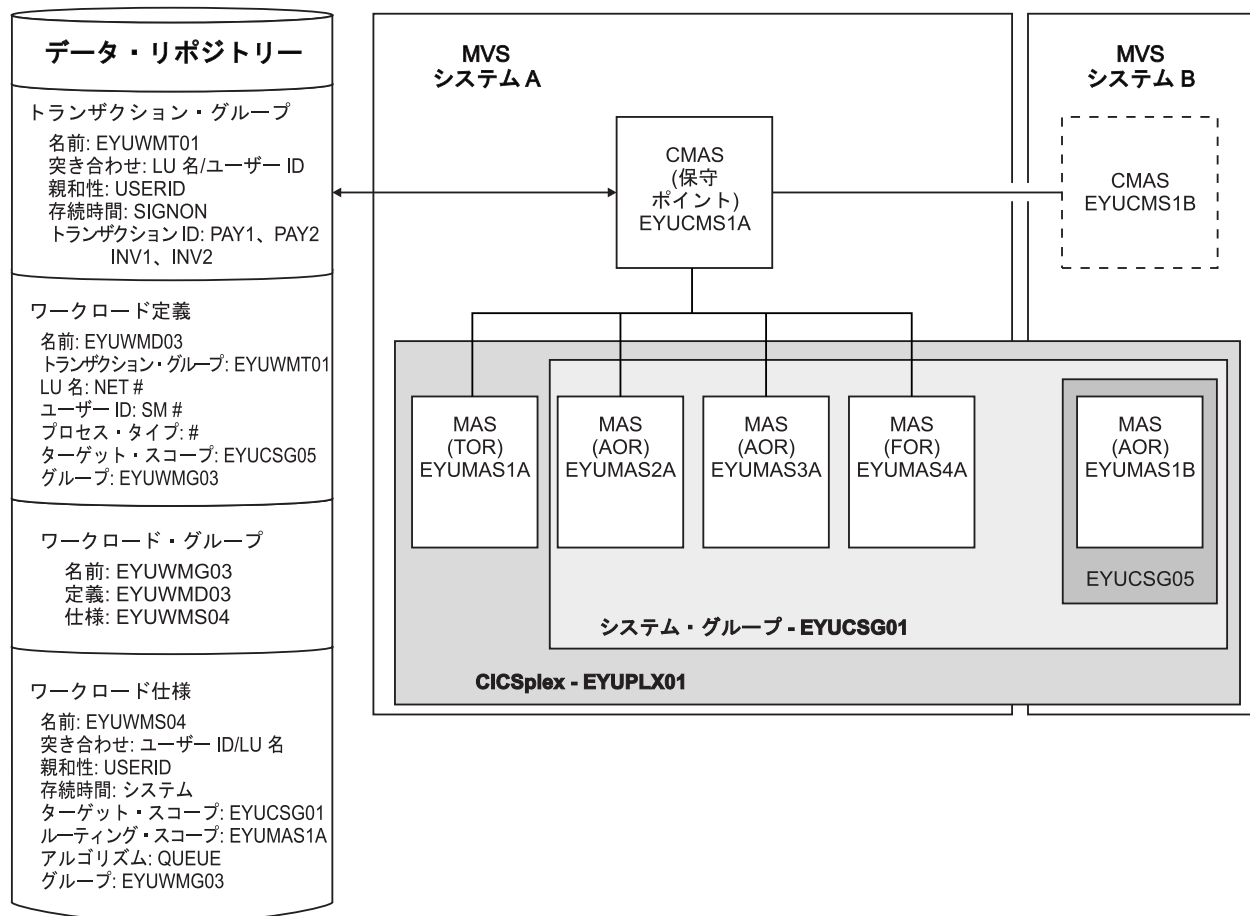 データ・リポジトリー
トランザクション・グループ
名前: EYUWMT01
突き合わせ: LU 名/ユーザー ID
親和性: USERID
存続時間: SIGNON
トランザクション ID: PAY1、PAY2
INV1、INV2
ワークロード定義
名前: EYUWMD03
トランザクション・グループ: EYUWMT01
LU 名: NET #
ユーザー ID: SM #
プロセス・タイプ: #
ターゲット・スコープ: EYUCSG05
グループ: EYUWMG03
ワークロード・グループ
名前: EYUWMG03
定義: EYUWMD03
仕様: EYUWMS04
ワークロード仕様
名前: EYUWMS04
突き合わせ: ユーザー ID/LU 名
親和性: USERID
存続時間: システム
ターゲット・スコープ: EYUCSG01
ルーティング・スコープ: EYUMAS1A
アルゴリズム: QUEUE
グループ: EYUWMG03
MVS
システム A
CMAS
(保守
ポイント)
EYUCMS1A
MVS
システム B
CMAS
EYUCMS1B
MAS
(TOR)
EYUMAS1A
MAS
(AOR)
EYUMAS2A
MAS
(AOR)
EYUMAS3A
MAS
(FOR)
EYUMAS4A
MAS
(AOR)
EYUMAS1B
EYUCSG05
システム・グループ - EYUCSG01
CICSplex - EYUPLX01